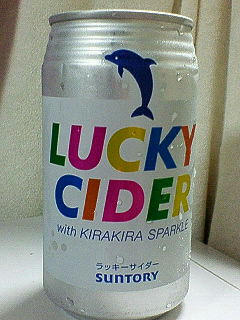 LUCKY
CIDER
with KIRAKIRA SPARKLE
ラッキーサイダー
SUNTORY